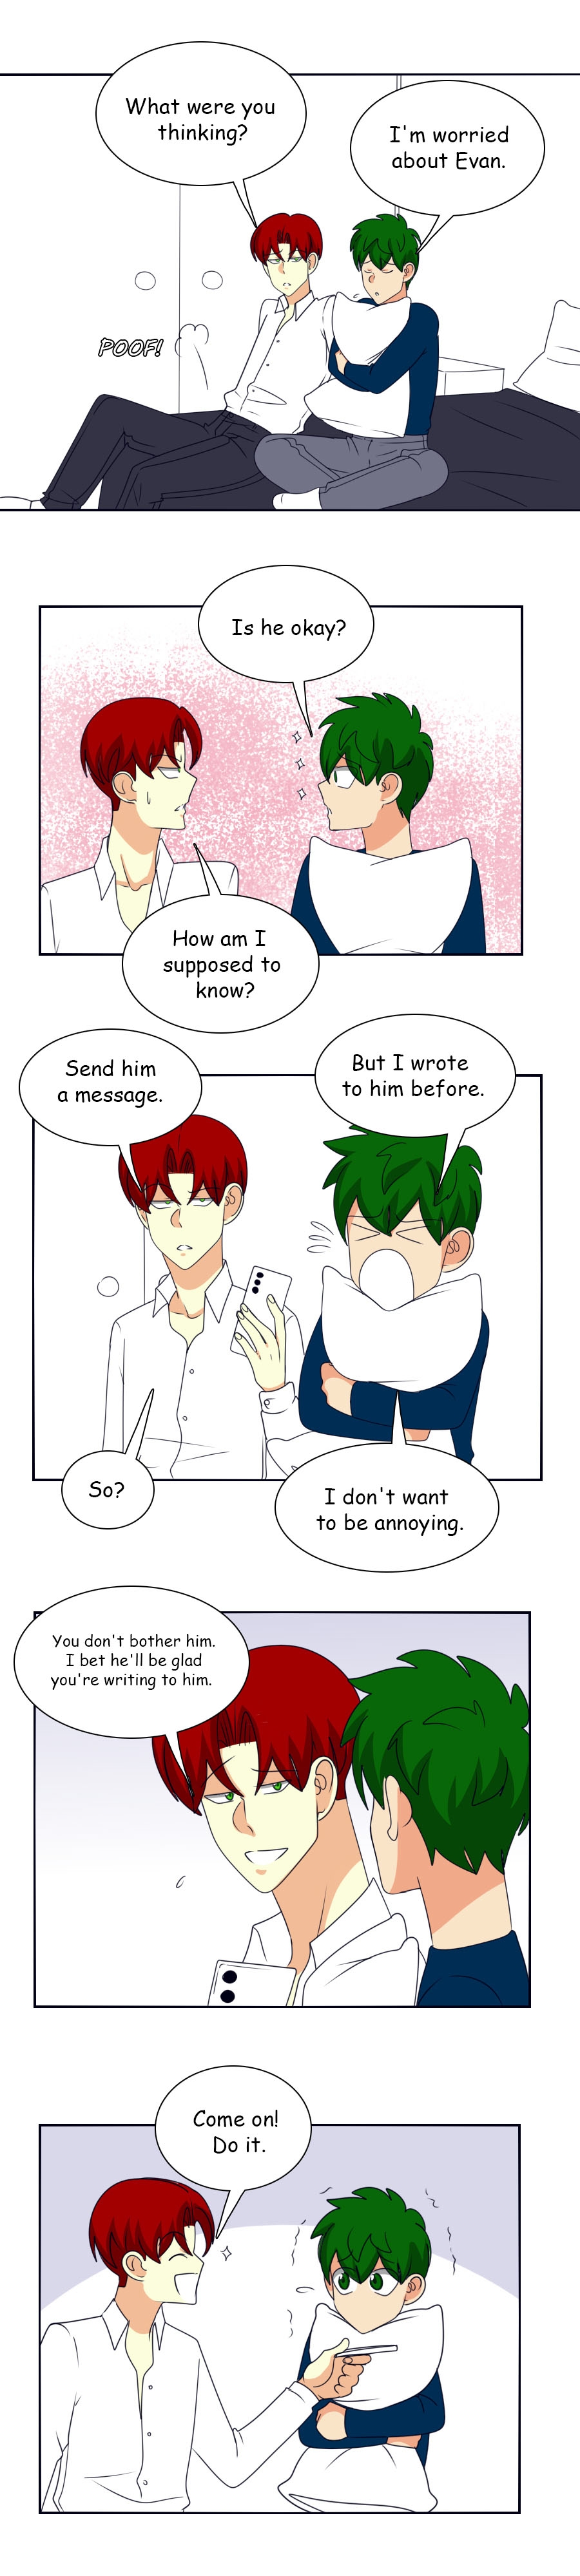 What were you
thinking?
I'm worried
about Evan.
POOF!
Is he okay?
How am I
supposed to
know?
Send him
a message.
But I wrote
to him before.
So?
I don't want
to be annoying.
You don't bother him.
I bet he'll be glad
you're writing to him.
Come on!
Do it.